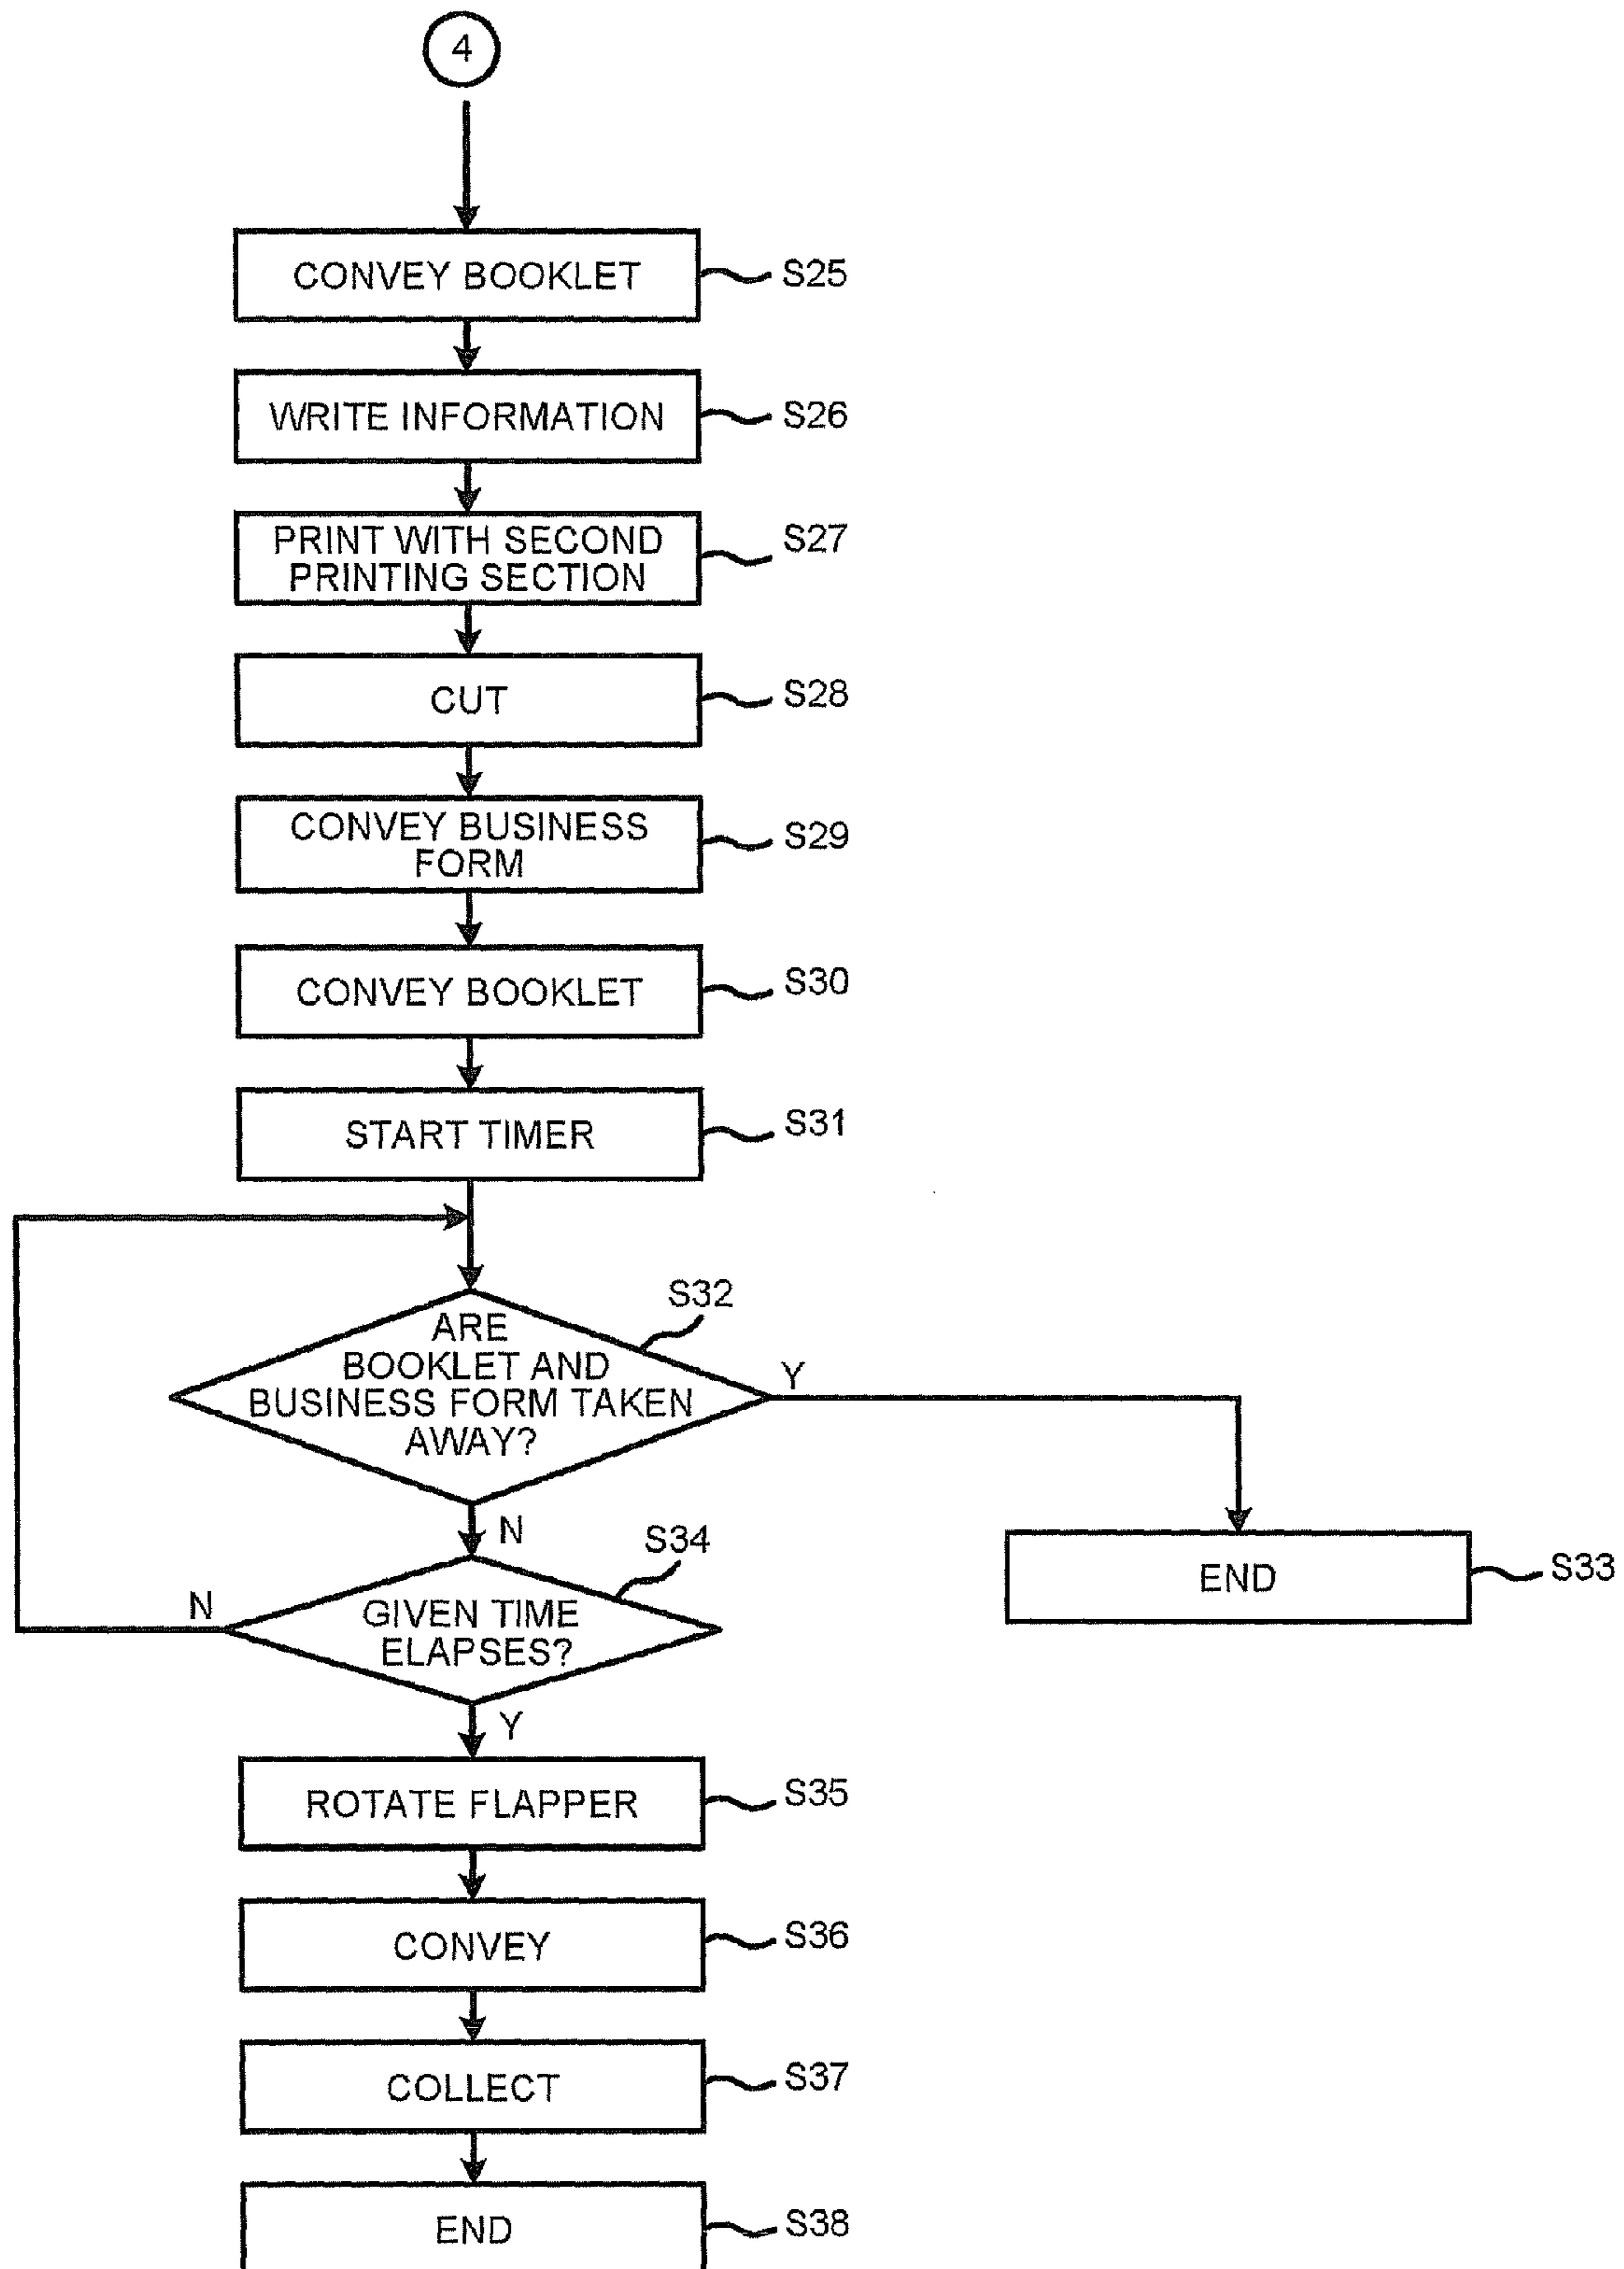 4
CONVEY BOOKLET
S25
WRITE INFORMATION
S26
PRINT WITH SECOND
PRINTING SECTION
S27
CUT
S28
CONVEY BUSINESS
FORM
S29
CONVEY BOOKLET
S30
START TIMER
S31
S32
ARE
BOOKLET AND
BUSINESS FORM TAKEN
AWAY?
Y
N
END
S33
S34
GIVEN TIME
ELAPSES?
N
Y
ROTATE FLAPPER
S35
CONVEY
S36
COLLECT
S37
END
S38